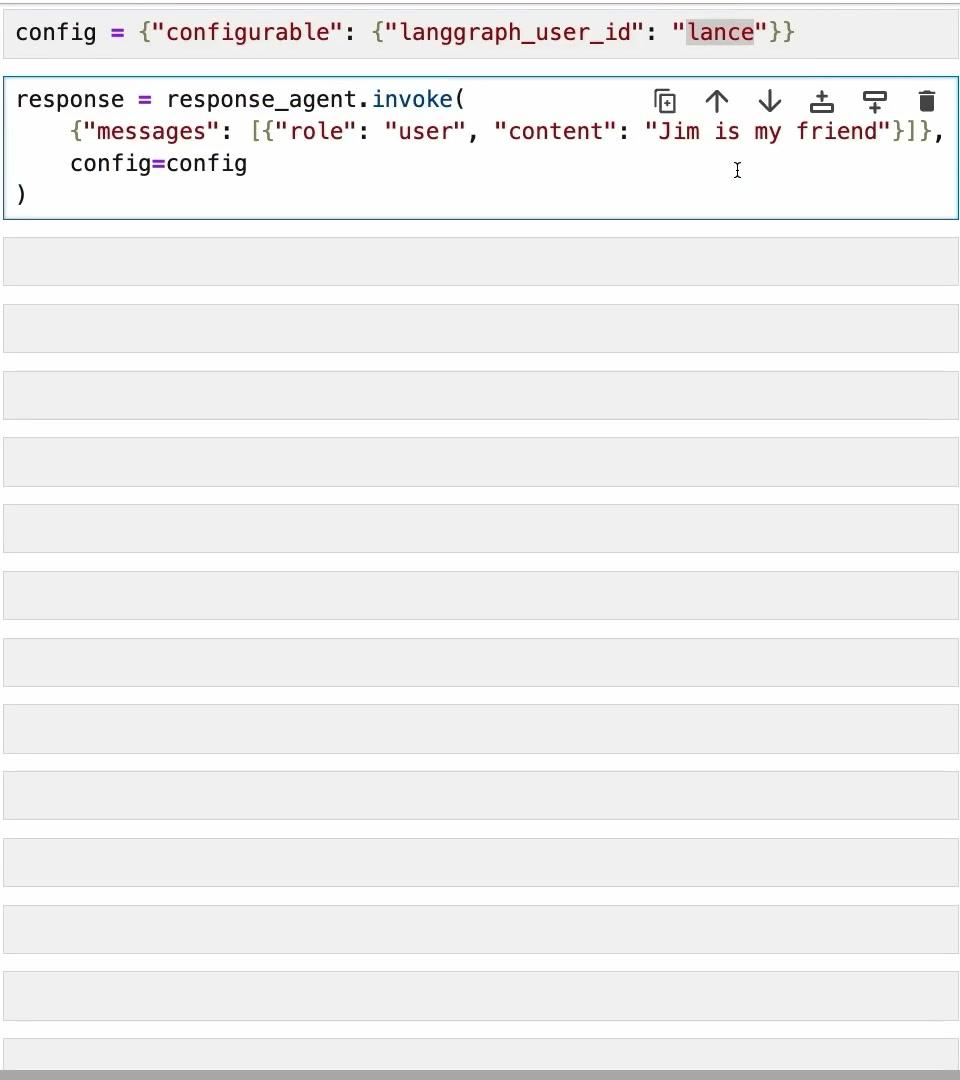 config = {"configurable": {"langgraph_user_id": "lance"}}
response = response_agent.invoke(
    {"messages": [{"role": "user", "content": "Jim is my friend"}]},
    config=config
)